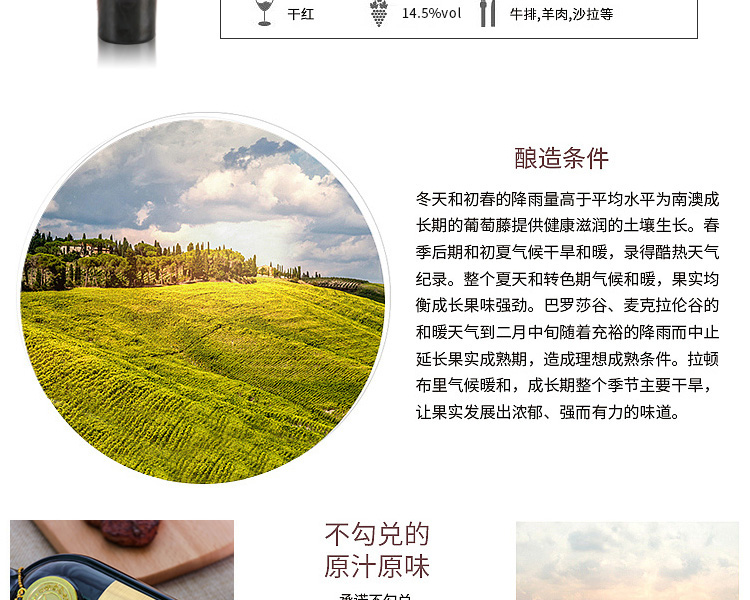 干红
14.5%vol
牛排,羊肉,沙拉等
酿造条件
冬天和初春的降雨量高于平均水平为南澳成
长期的葡萄藤提供健康滋润的土壤生长。春
季后期和初夏气候干旱和暖，录得酷热天气
纪录。整个夏天和转色期气候和暖，果实均
衡成长果味强劲。巴罗莎谷、麦克拉伦谷的
和暖天气到二月中旬随着充裕的降雨而中止
延长果实成熟期，造成理想成熟条件。拉顿
布里气候暖和，成长期整个季节主要干旱，
让果实发展出浓郁、强而有力的味道。
不勾兑的
原汁原味
承诺不勾兑